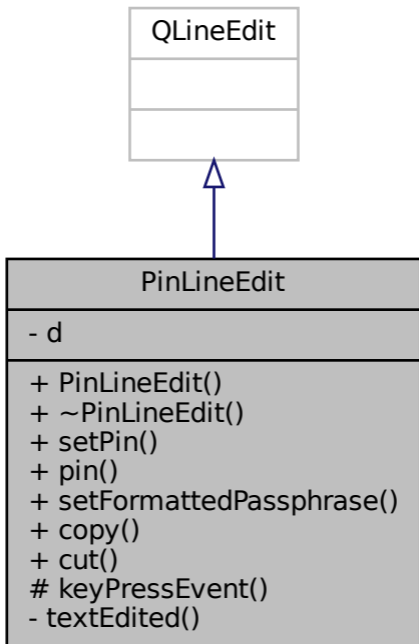 QLineEdit
PinLineEdit
- d
+ PinLineEdit()
+ ~PinLineEdit()
+ setPin()
+ pin()
+ setFormattedPassphrase()
+ copy()
+ cut()
# keyPressEvent()
- textEdited()